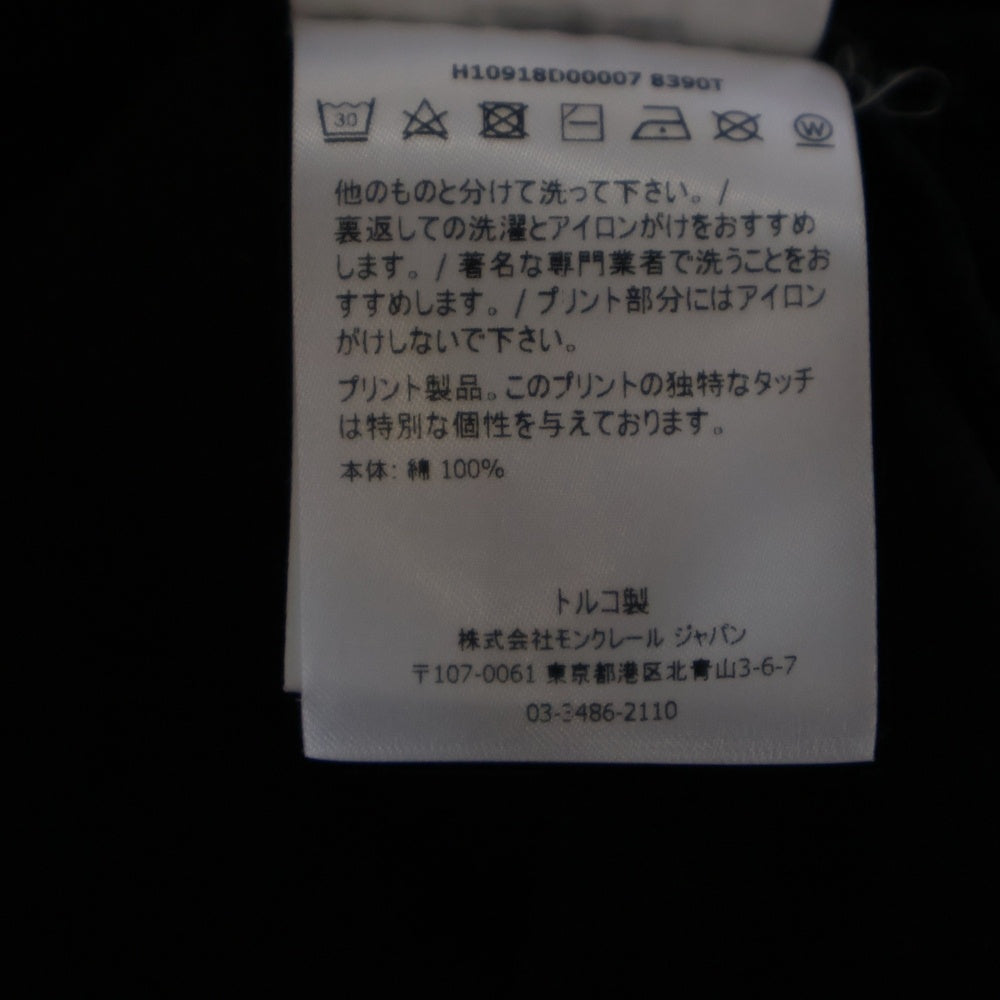 H10918D00007 8390T
30
W
他のものと分けて洗って下さい。/
裏返しての洗濯とアイロンがけをおすすめ
します。/ 著名な専門業者で洗うことをお
すすめします。/ プリント部分にはアイロン
がけしないで下さい。
プリント製品。このプリントの独特なタッチ
は特別な個性を与えております。
本体: 綿 100%
トルコ製
株式会社モンクレール ジャパン
〒107-0061 東京都港区北青山3-6-7
03-3486-2110